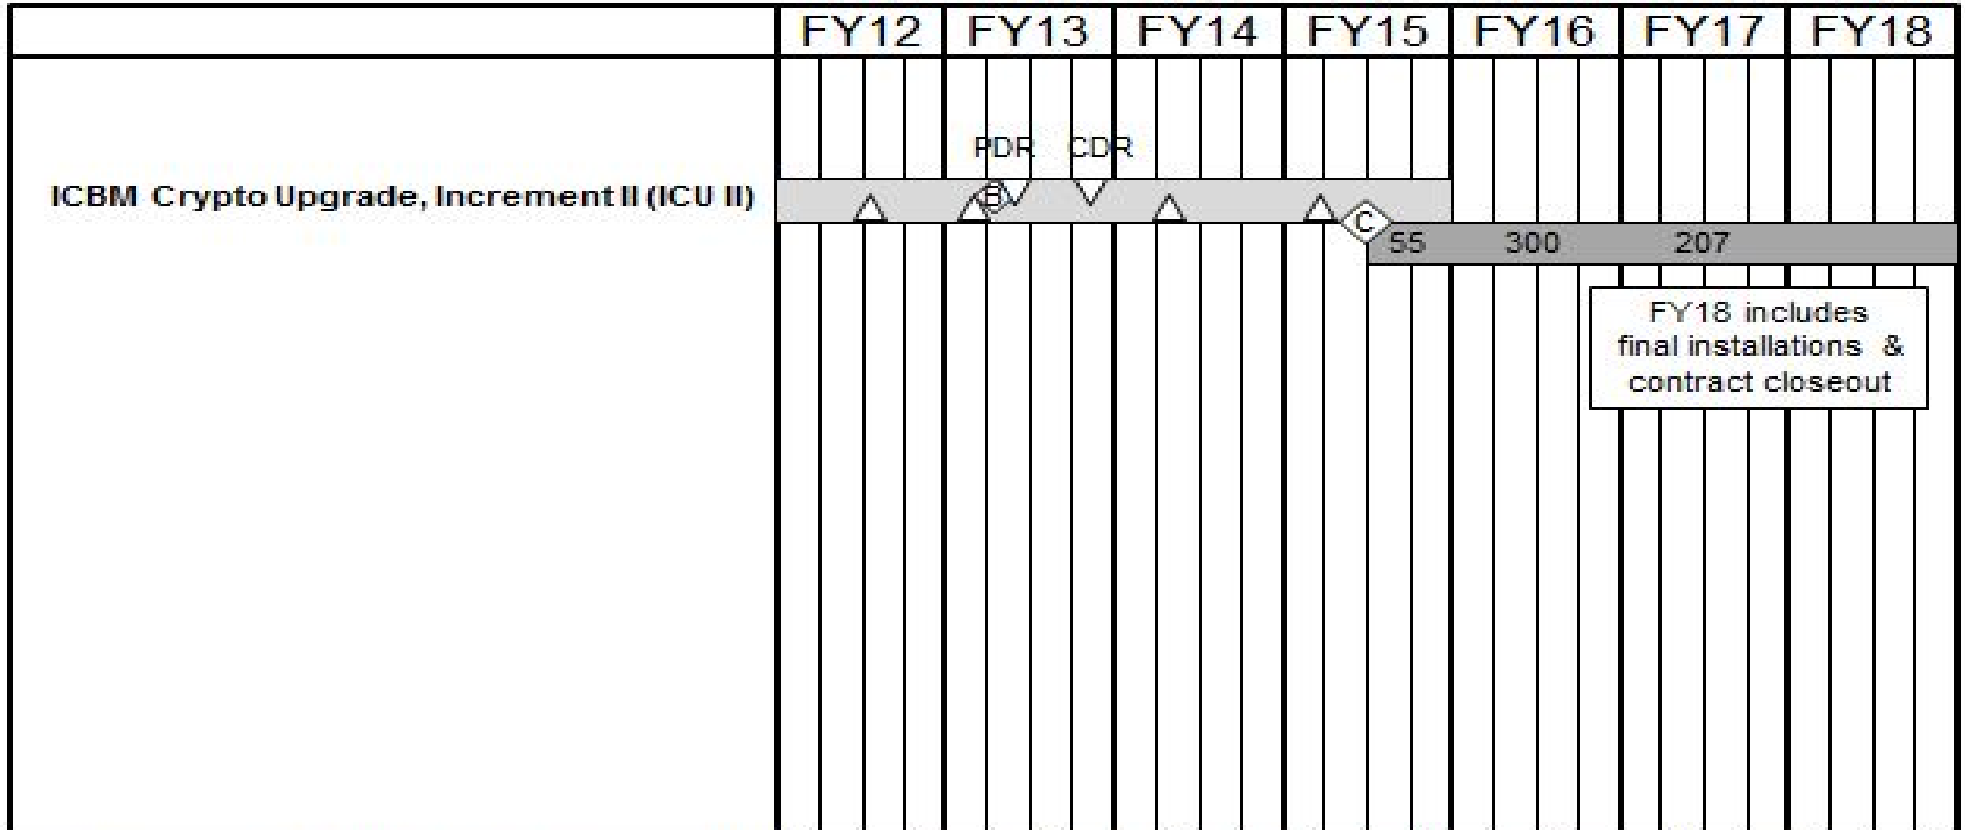 FY12 FY13 FY14 FY15 FY16 FY17 FY18
PDR CDR
ICBM Crypto Upgrade, Increment II (ICU II)
B
C
55 300 207
FY18 includes
final installations &
contract closeout